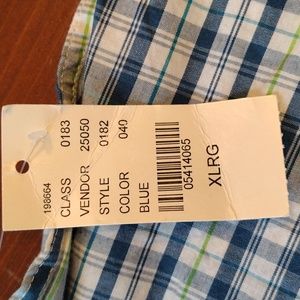 198664
CLASS 0183
VENDOR 25050
STYLE 0182
COLOR 040
BLUE
05414065
XLRG